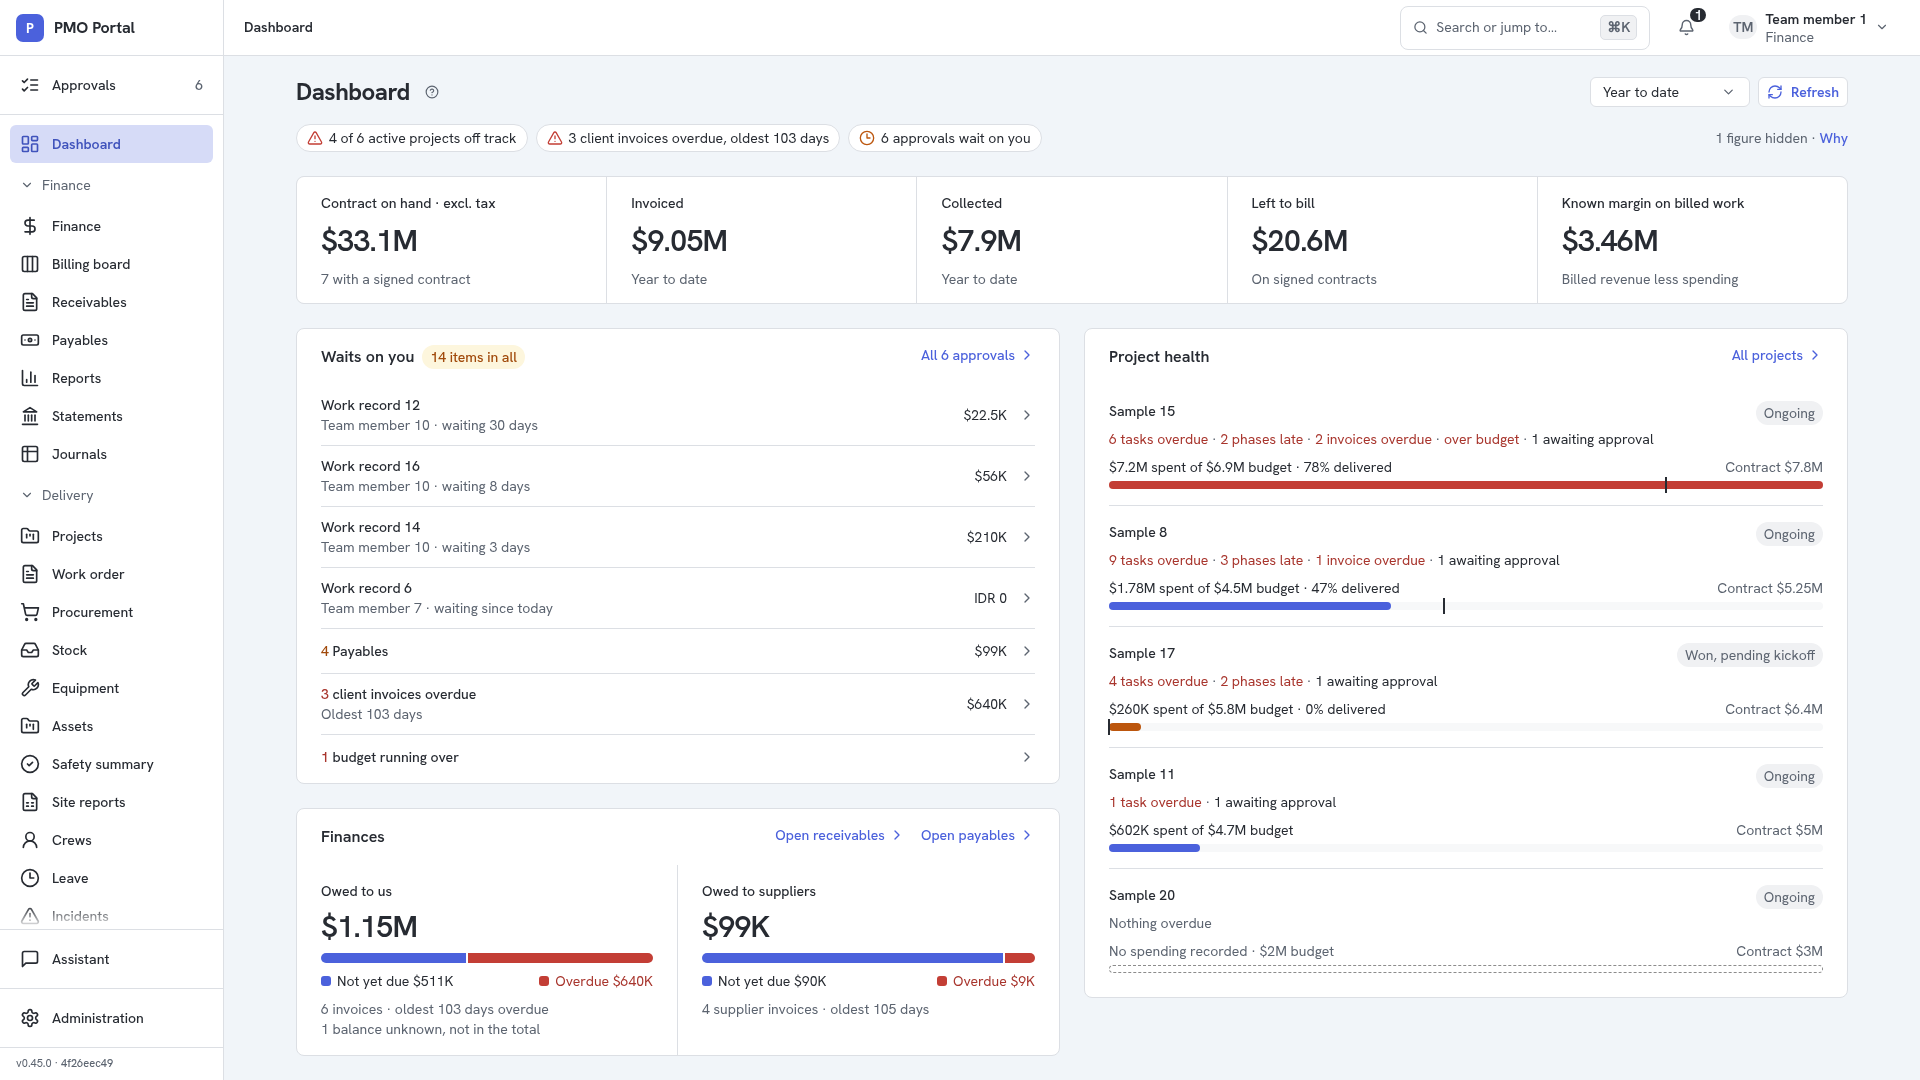 P
PMO Portal
Dashboard
Search or jump to...
⌘K
1
TM
Team member 1
Finance
Approvals
6
Dashboard
Finance
Finance
Billing board
Receivables
Payables
Reports
Statements
Journals
Delivery
Projects
Work order
Procurement
Stock
Equipment
Assets
Safety summary
Site reports
Crews
Leave
Incidents
Assistant
Administration
v0.45.0 · 4f26eec49
Dashboard
Year to date
Refresh
4 of 6 active projects off track
3 client invoices overdue, oldest 103 days
6 approvals wait on you
1 figure hidden · Why
Contract on hand · excl. tax
$33.1M
7 with a signed contract
Invoiced
$9.05M
Year to date
Collected
$7.9M
Year to date
Left to bill
$20.6M
On signed contracts
Known margin on billed work
$3.46M
Billed revenue less spending
Waits on you
14 items in all
All 6 approvals
Work record 12
Team member 10 · waiting 30 days
$22.5K
Work record 16
Team member 10 · waiting 8 days
$56K
Work record 14
Team member 10 · waiting 3 days
$210K
Work record 6
Team member 7 · waiting since today
IDR 0
4 Payables
$99K
3 client invoices overdue
Oldest 103 days
$640K
1 budget running over
Finances
Open receivables
Open payables
Owed to us
$1.15M
Not yet due $511K
Overdue $640K
6 invoices · oldest 103 days overdue
1 balance unknown, not in the total
Owed to suppliers
$99K
Not yet due $90K
Overdue $9K
4 supplier invoices · oldest 105 days
Project health
All projects
Sample 15
Ongoing
6 tasks overdue · 2 phases late · 2 invoices overdue · over budget · 1 awaiting approval
$7.2M spent of $6.9M budget · 78% delivered
Contract $7.8M
Sample 8
Ongoing
9 tasks overdue · 3 phases late · 1 invoice overdue · 1 awaiting approval
$1.78M spent of $4.5M budget · 47% delivered
Contract $5.25M
Sample 17
Won, pending kickoff
4 tasks overdue · 2 phases late · 1 awaiting approval
$260K spent of $5.8M budget · 0% delivered
Contract $6.4M
Sample 11
Ongoing
1 task overdue · 1 awaiting approval
$602K spent of $4.7M budget
Contract $5M
Sample 20
Ongoing
Nothing overdue
No spending recorded · $2M budget
Contract $3M